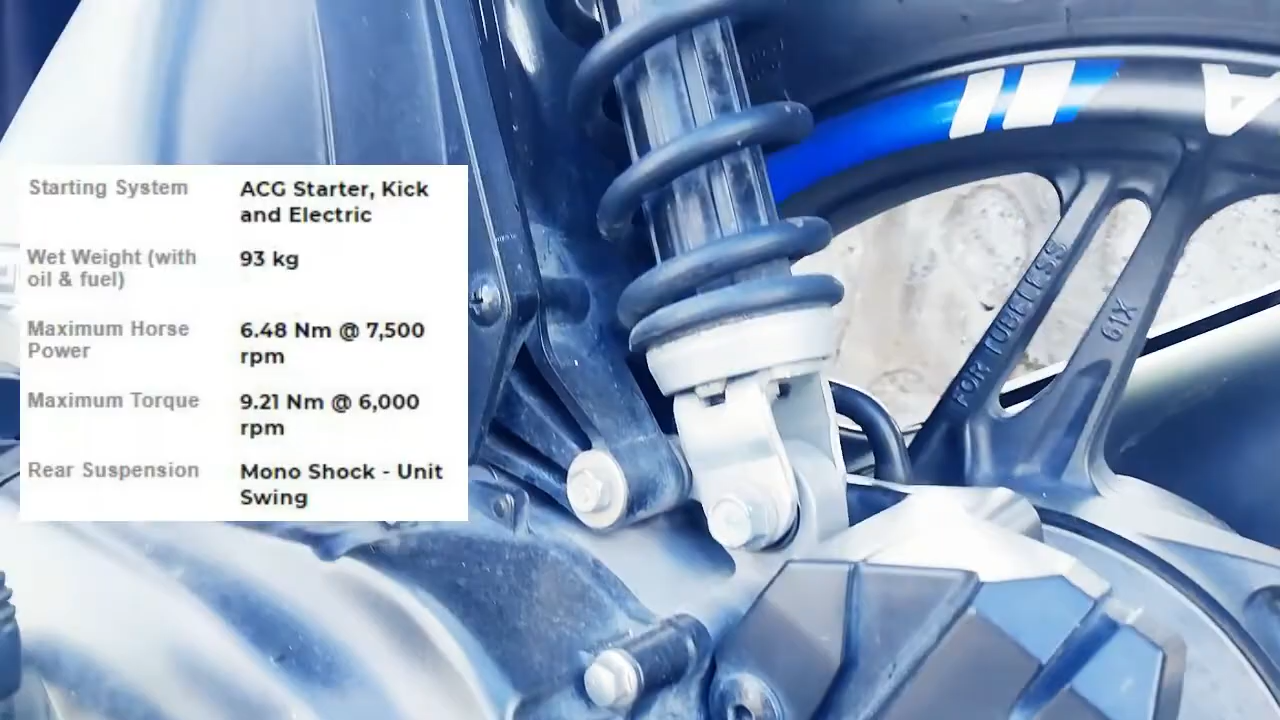 Starting System
ACG Starter, Kick
and Electric
Wet Weight (with
oil & fuel)
93 kg
Maximum Horse
Power
6.48 Nm @ 7,500
rpm
Maximum Torque
9.21 Nm @ 6,000
rpm
Rear Suspension
Mono Shock - Unit
Swing
FOR TUBELESS
61X
A